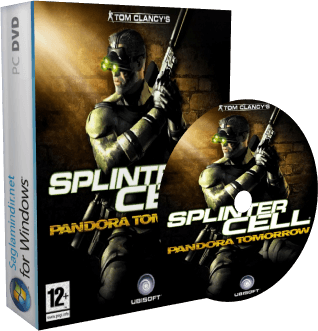 PC DVD
Saglamindir.net
for Windows
TOM CLANCY'S
SPLINTER
CELL
PANDORA TOMORROW
12+
UBISOFT
TOM CLANCY'S
SPLINTER
CELL
PANDORA TOMORROW
UBISOFT